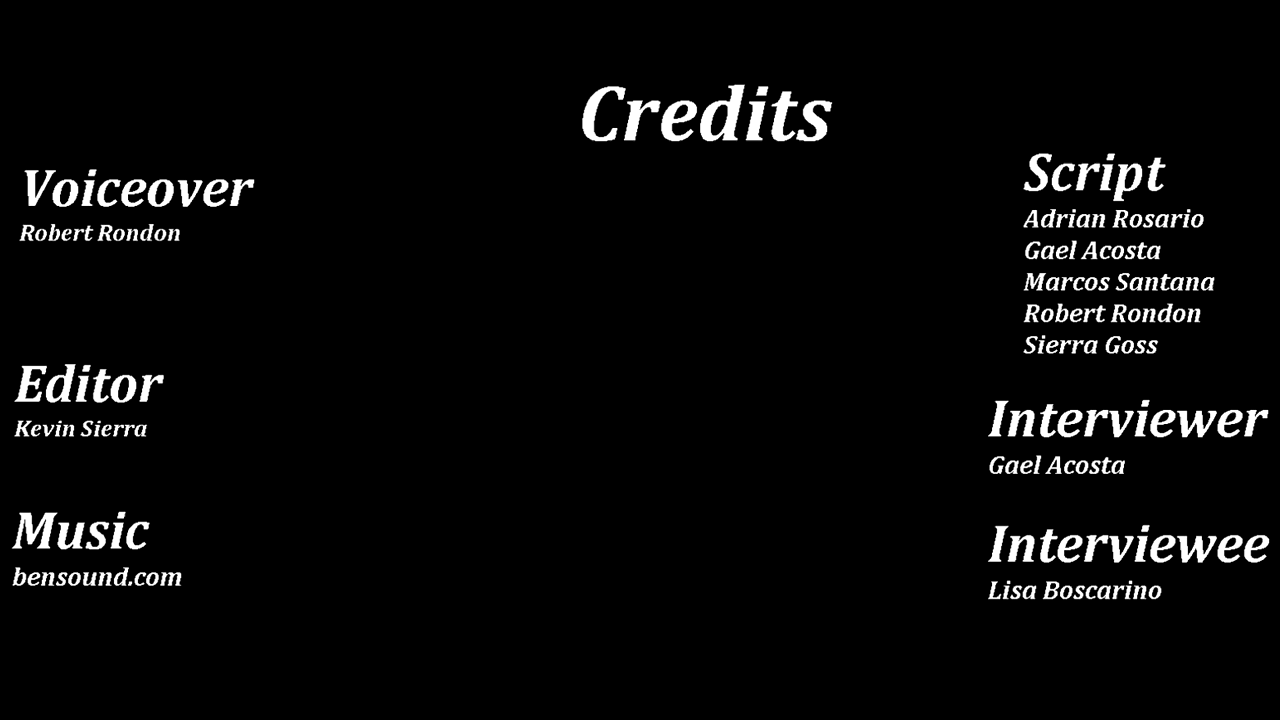 Credits
Voiceover
Robert Rondon
Editor
Kevin Sierra
Music
bensound.com
Script
Adrian Rosario
Gael Acosta
Marcos Santana
Robert Rondon
Sierra Goss
Interviewer
Gael Acosta
Interviewee
Lisa Boscarino